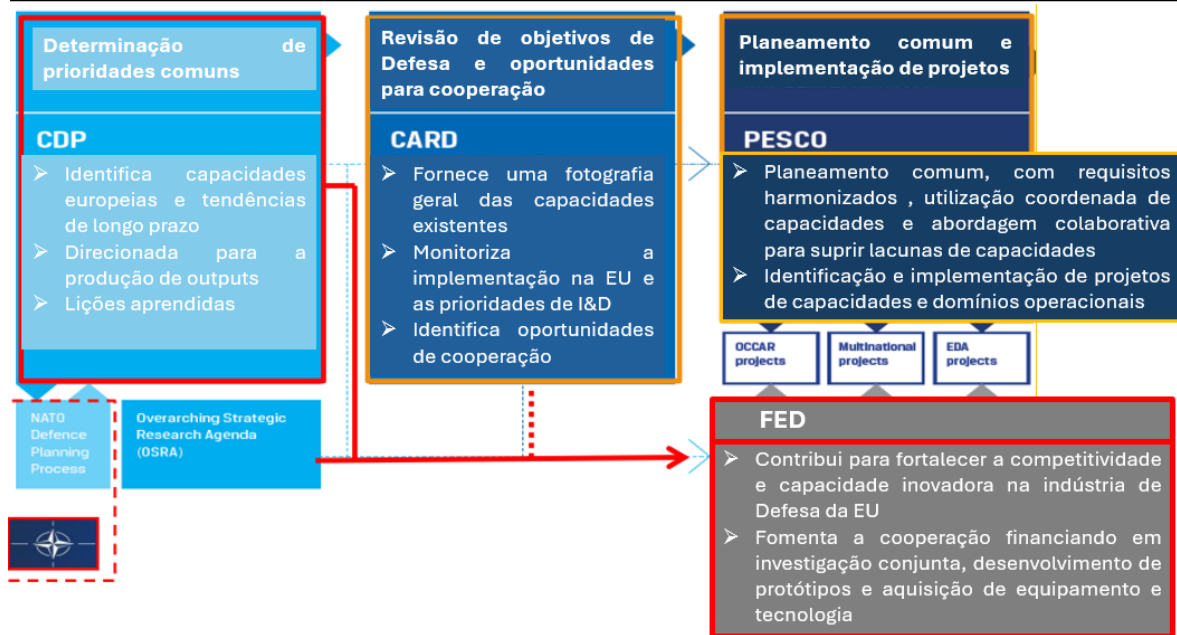 Determinação de
prioridades comuns
CDP
➢ Identifica capacidades
europeias e tendências
de longo prazo
➢ Direcionada para a
produção de outputs
➢ Lições aprendidas
NATO
Defence
Planning
Process
Overarching Strategic
Research Agenda
(OSRA)
Revisão de objetivos de
Defesa e oportunidades
para cooperação
CARD
➢ Fornece uma fotografia
geral das capacidades
existentes
➢ Monitoriza a
implementação na EU e
as prioridades de I&D
➢ Identifica oportunidades
de cooperação
Planeamento comum e
implementação de projetos
PESCO
➢ Planeamento comum, com requisitos
harmonizados , utilização coordenada de
capacidades e abordagem colaborativa
para suprir lacunas de capacidades
➢ Identificação e implementação de projetos
de capacidades e domínios operacionais
OCCAR
projects
Multinational
projects
EDA
projects
FED
➢ Contribui para fortalecer a competitividade
e capacidade inovadora na indústria de
Defesa da EU
➢ Fomenta a cooperação financiando em
investigação conjunta, desenvolvimento de
protótipos e aquisição de equipamento e
tecnologia